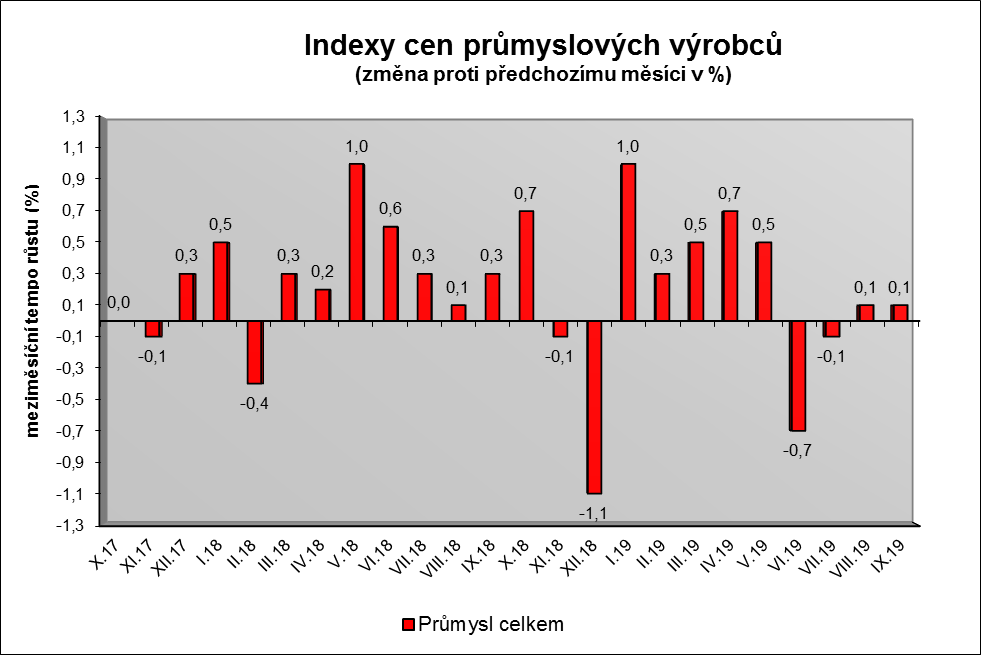 Indexy cen průmyslových výrobců
(změna proti předchozímu měsíci v %)
meziměsíční tempo růstu (%)
1,3
1,1
0,9
0,7
0,5
0,3
0,1
-0,1
-0,3
-0,5
-0,7
-0,9
-1,1
-1,3
0,0
-0,1
0,3
0,5
-0,4
0,3
0,2
1,0
0,6
0,3
0,1
0,3
0,7
-0,1
-1,1
1,0
0,3
0,5
0,7
0,5
-0,7
-0,1
0,1
0,1
X.17
XI.17
XII.17
I.18
II.18
III.18
IV.18
V.18
VI.18
VII.18
VIII.18
IX.18
X.18
XI.18
XII.18
I.19
II.19
III.19
IV.19
V.19
VI.19
VII.19
VIII.19
IX.19
Průmysl celkem